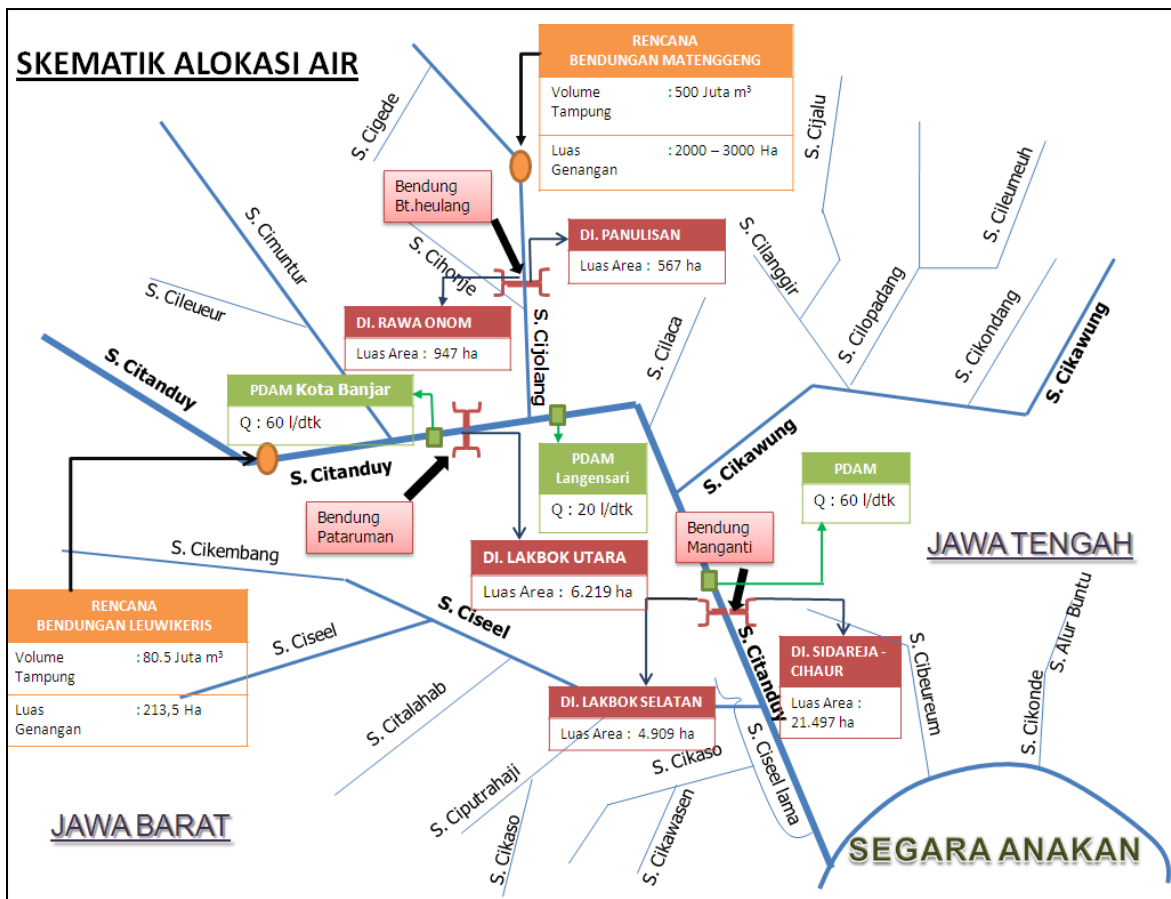 SKEMATIK ALOKASI AIR
RENCANA
BENDUNGAN MATENGGENG
Volume : 500 Juta m³
Tampung
Luas : 2000 – 3000 Ha
Genangan
S. Cigede
S. Cijalu
S. Cileumeuh
Bendung
Bt.heulang
S. Cimuntur
S. Cihonje
DI. PANULISAN
Luas Area : 567 ha
S. Cilanggir
S. Cilopadang
S. Cileueur
S. Cikondang
S. Cikawung
DI. RAWA ONOM
Luas Area : 947 ha
S. Cijolang
S. Cilaca
S. Citanduy
PDAM Kota Banjar
Q : 60 l/dtk
S. Citanduy
PDAM
Langensari
Q : 20 l/dtk
S. Cikawung
PDAM
Q : 60 l/dtk
Bendung
Pataruman
Bendung
Manganti
JAWA TENGAH
S. Cikembang
DI. LAKBOK UTARA
Luas Area : 6.219 ha
RENCANA
BENDUNGAN LEUWIKERIS
Volume : 80.5 Juta m³
Tampung
Luas : 213,5 Ha
Genangan
S. Ciseel
S. Ciseel
S. Citanduy
DI. SIDAREJA -
CIHAUR
Luas Area :
21.497 ha
S. Cibeureum
S. Cikonde
S. Alur Buntu
S. Citalahab
DI. LAKBOK SELATAN
Luas Area : 4.909 ha
S. Ciseel lama
S. Cikaso
S. Ciputrahaji
S. Cikaso
S. Cikawasen
JAWA BARAT
SEGARA ANAKAN